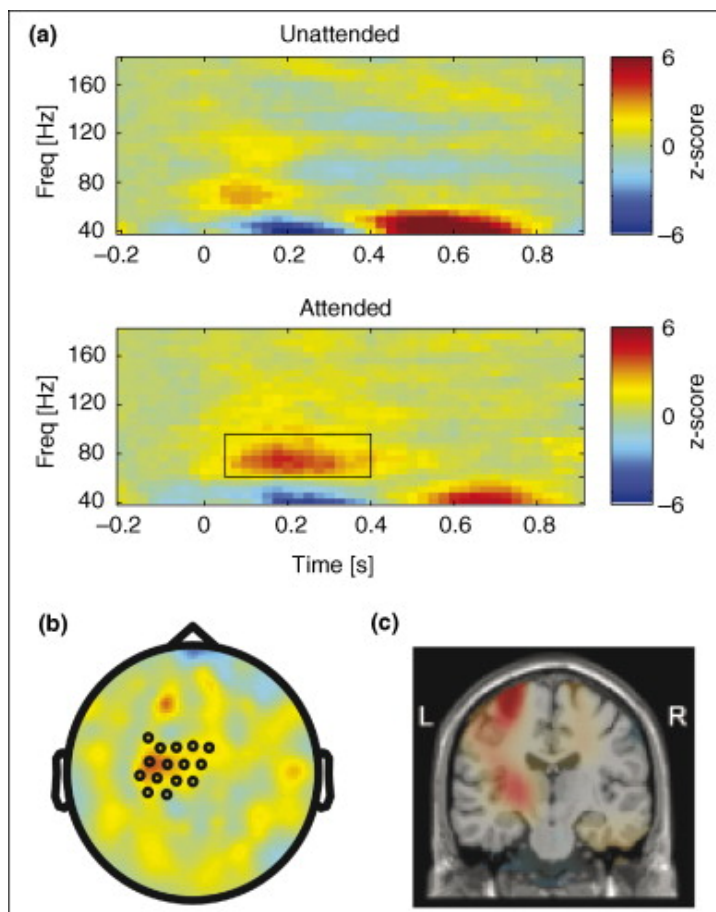 (a)
Unattended
160
120
80
40
Freq [Hz]
−0.2 0 0.2 0.4 0.6 0.8
6
0
−6
z-score
Attended
160
120
80
40
Freq [Hz]
−0.2 0 0.2 0.4 0.6 0.8
Time [s]
6
0
−6
z-score
(b)
(c)
L
R